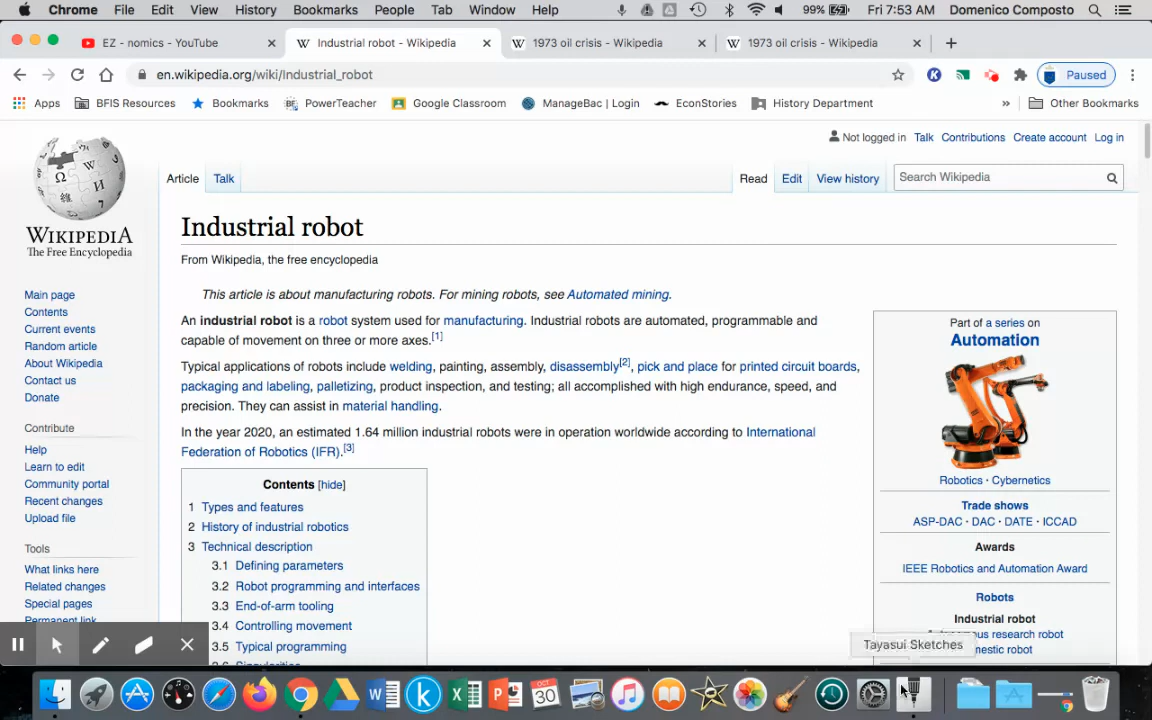 Chrome File Edit View History Bookmarks People Tab Window Help 99% Fri 7:53 AM Domenico Composto
EZ - nomics - YouTube Industrial robot - Wikipedia 1973 oil crisis - Wikipedia 1973 oil crisis - Wikipedia
en.wikipedia.org/wiki/Industrial_robot Paused
Apps BFIS Resources Bookmarks PowerTeacher Google Classroom ManageBac | Login EconStories History Department » Other Bookmarks
Not logged in Talk Contributions Create account Log in
Article Talk Read Edit View history Search Wikipedia
WIKIPEDIA
The Free Encyclopedia
Main page
Contents
Current events
Random article
About Wikipedia
Contact us
Donate
Contribute
Help
Learn to edit
Community portal
Recent changes
Upload file
Tools
What links here
Related changes
Special pages
Permanent link
Industrial robot
From Wikipedia, the free encyclopedia
This article is about manufacturing robots. For mining robots, see Automated mining.
An industrial robot is a robot system used for manufacturing. Industrial robots are automated, programmable and
capable of movement on three or more axes.[1]
Typical applications of robots include welding, painting, assembly, disassembly[2], pick and place for printed circuit boards,
packaging and labeling, palletizing, product inspection, and testing; all accomplished with high endurance, speed, and
precision. They can assist in material handling.
In the year 2020, an estimated 1.64 million industrial robots were in operation worldwide according to International
Federation of Robotics (IFR).[3]
Contents [hide]
1 Types and features
2 History of industrial robotics
3 Technical description
3.1 Defining parameters
3.2 Robot programming and interfaces
3.3 End-of-arm tooling
3.4 Controlling movement
3.5 Typical programming
3.6 Singularities
Part of a series on
Automation
Robotics · Cybernetics
Trade shows
ASP-DAC · DAC · DATE · ICCAD
Awards
IEEE Robotics and Automation Award
Robots
Industrial robot
research robot
Tayasui Sketches
OCT
30